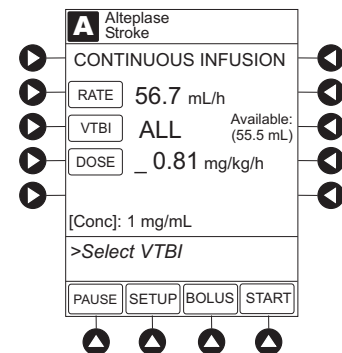 A Alteplase
Stroke
CONTINUOUS INFUSION
RATE 56.7 mL/h
VTBI ALL Available:
(55.5 mL)
DOSE _ 0.81 mg/kg/h
[Conc]: 1 mg/mL
>Select VTBI
PAUSE SETUP BOLUS START